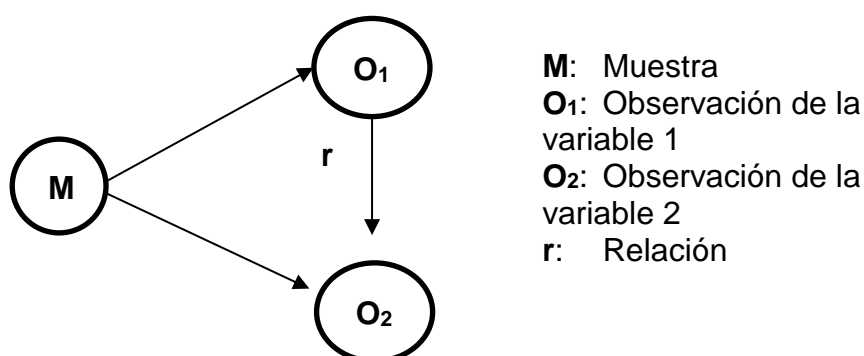 O₁
r
M
O₂
M: Muestra
O₁: Observación de la
variable 1
O₂: Observación de la
variable 2
r: Relación